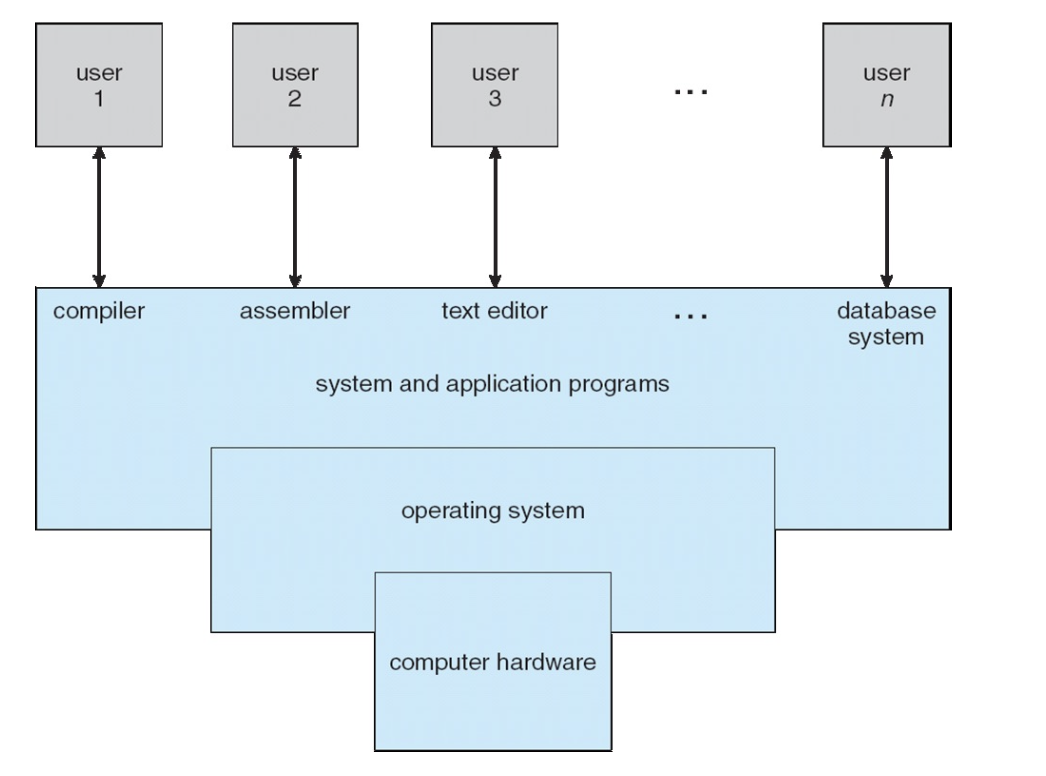 user
1
user
2
user
3
...
user
n
compiler
assembler
text editor
...
database
system
system and application programs
operating system
computer hardware